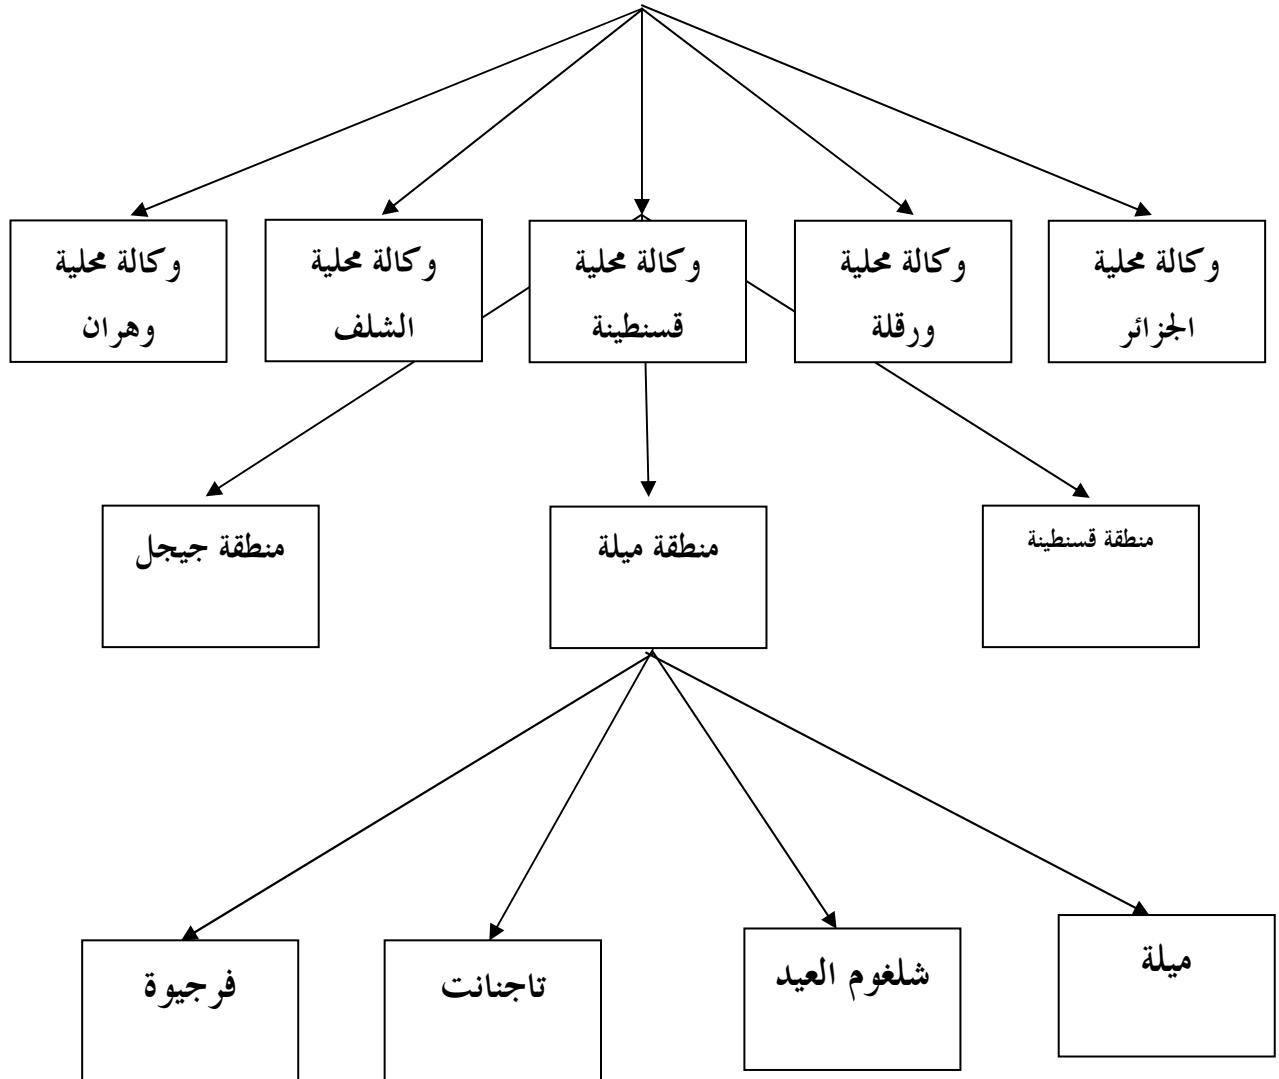 وكالة محلية
الجزائر
وكالة محلية
ورقلة
وكالة محلية
قسنطينة
وكالة محلية
الشلف
وكالة محلية
وهران
منطقة قسنطينة
منطقة ميلة
منطقة جيجل
ميلة
شلغوم العيد
تاجنانت
فرجيوة